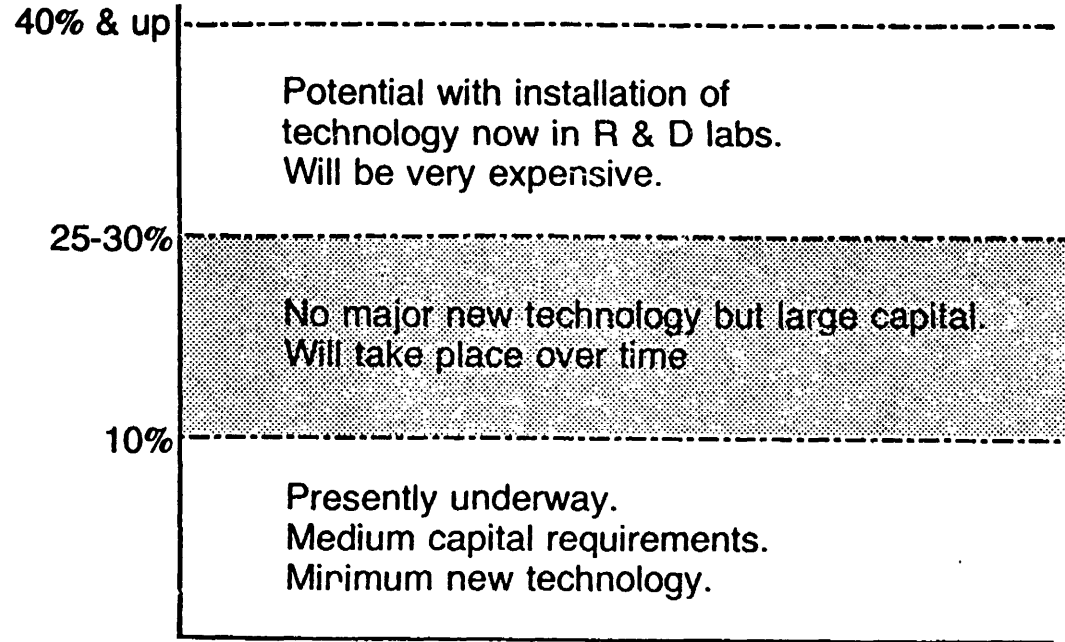 40% & up
Potential with installation of
technology now in R & D labs.
Will be very expensive.
25-30%
No major new technology but large capital.
Will take place over time
10%
Presently underway.
Medium capital requirements.
Minimum new technology.